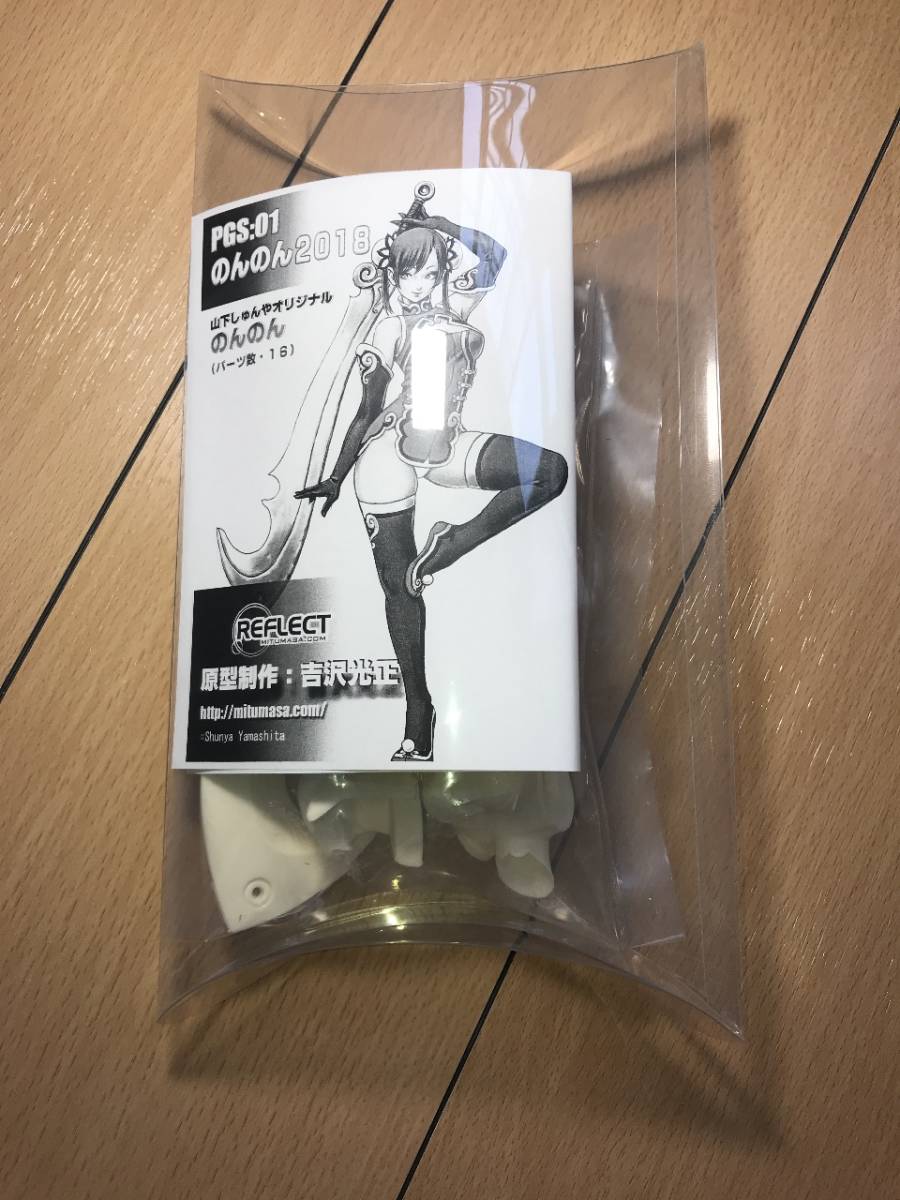 PGS:01
のんのん2018
山下しゅんやオリジナル
のんのん
（パーツ数・16）
REFLECT
MITUMASA.COM
原型制作：吉沢光正
http://mitumasa.com/
©Shunya Yamashita